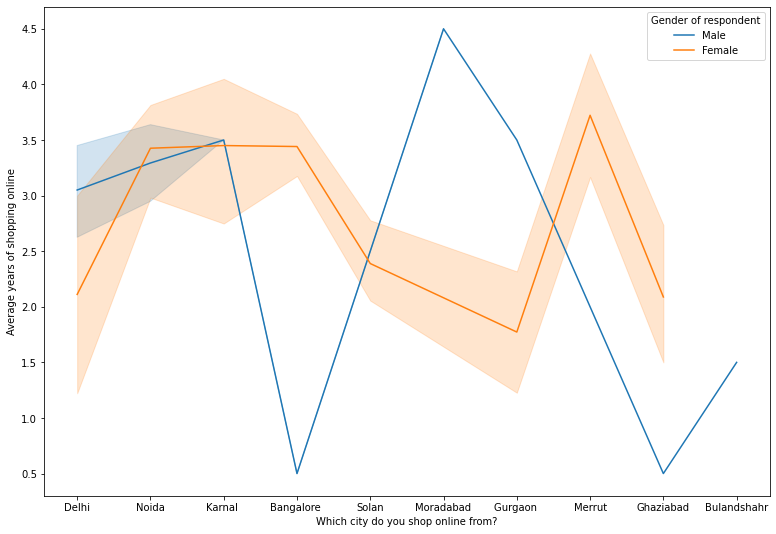 Gender of respondent
Male
Female
4.5
4.0
3.5
3.0
2.5
2.0
1.5
1.0
0.5
Average years of shopping online
Delhi Noida Karnal Bangalore Solan Moradabad Gurgaon Merrut Ghaziabad Bulandshahr
Which city do you shop online from?